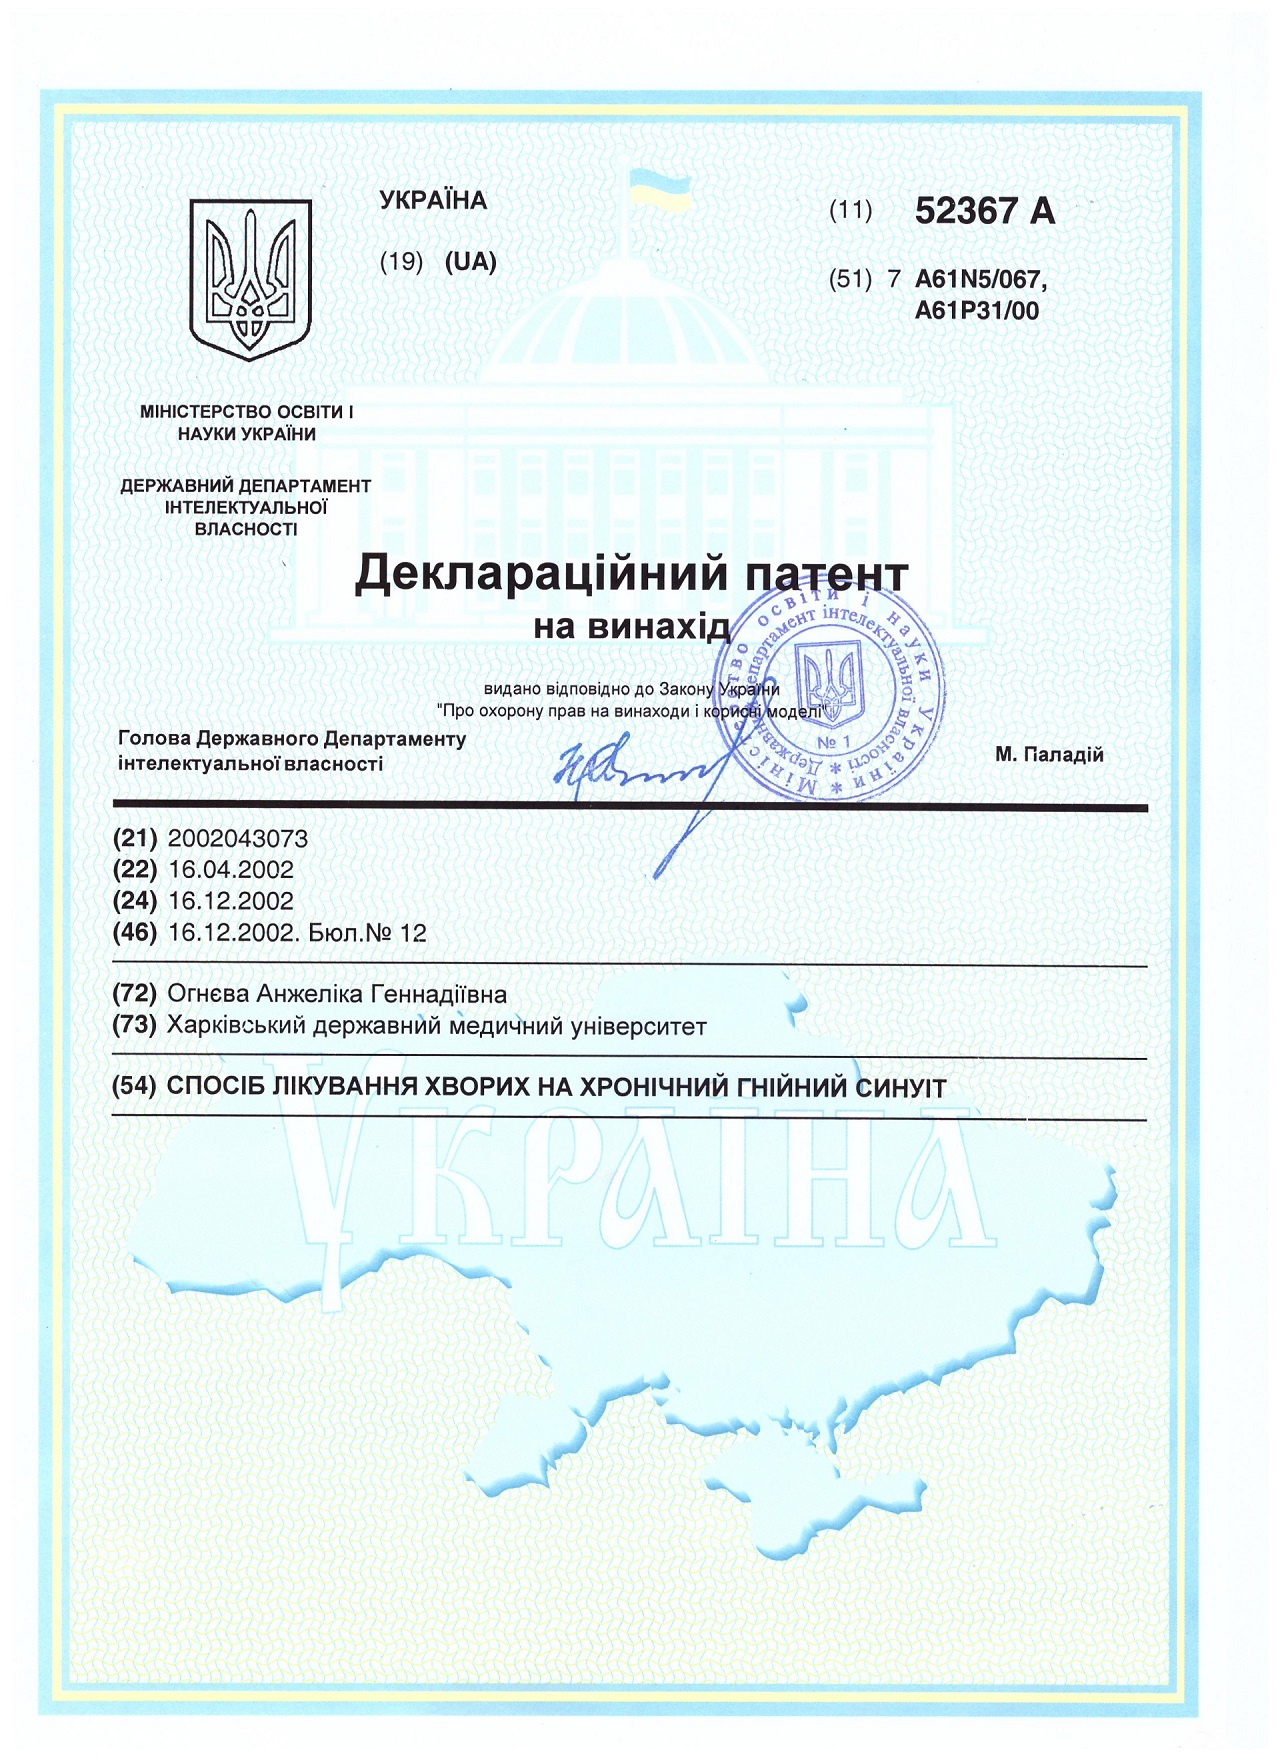 УКРАЇНА
(19) (UA)
(11) 52367 A
(51) 7 A61N5/067,
A61P31/00
МІНІСТЕРСТВО ОСВІТИ І
НАУКИ УКРАЇНИ
ДЕРЖАВНИЙ ДЕПАРТАМЕНТ
ІНТЕЛЕКТУАЛЬНОЇ
ВЛАСНОСТІ
Деклараційний патент
на винахід
видано відповідно до Закону України
"Про охорону прав на винаходи і корисні моделі"
Голова Державного Департаменту
інтелектуальної власності
М. Паладій
Міністерство освіти і науки України *
Державний департамент інтелектуальної власності *
№ 1
(21) 2002043073
(22) 16.04.2002
(24) 16.12.2002
(46) 16.12.2002. Бюл.№ 12
(72) Огнєва Анжеліка Геннадіївна
(73) Харківський державний медичний університет
(54) СПОСІБ ЛІКУВАННЯ ХВОРИХ НА ХРОНІЧНИЙ ГНІЙНИЙ СИНУІТ
УКРАЇНА